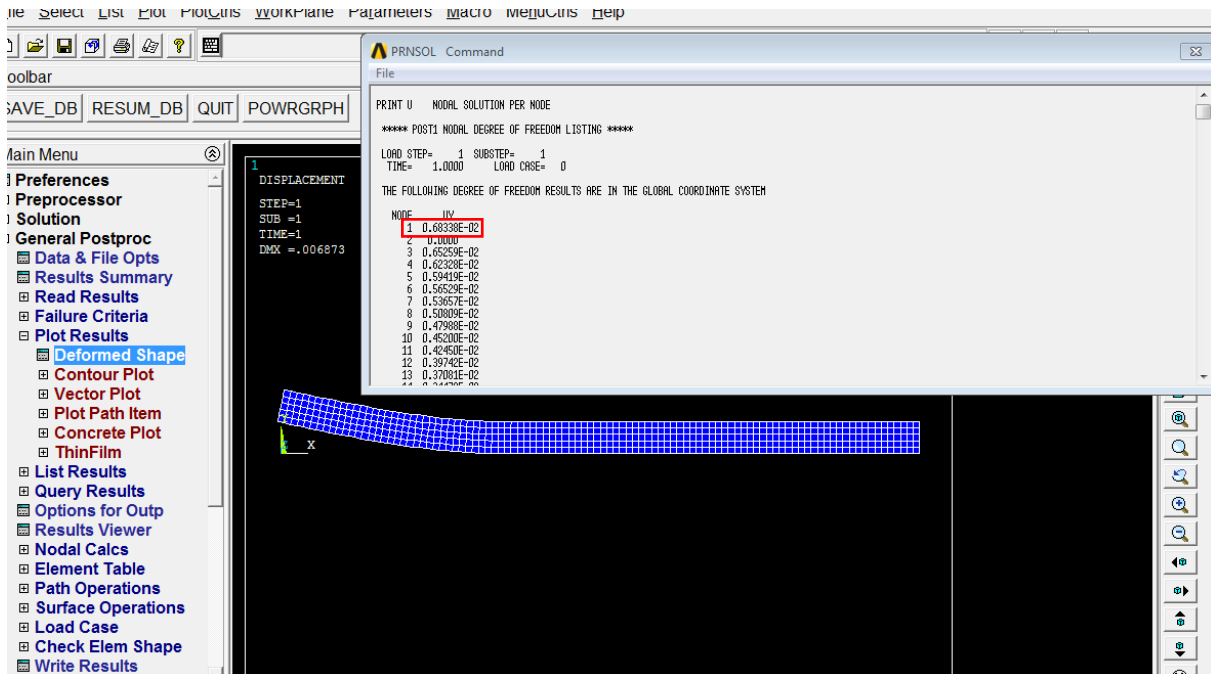 Select List Plot PlotCtrls WorkPlane Parameters Macro MenuCtrls Help
PRNSOL Command
File
oolbar
SAVE_DB RESUM_DB QUIT POWRGRPH
PRINT U NODAL SOLUTION PER NODE
***** POST1 NODAL DEGREE OF FREEDOM LISTING *****
LOAD STEP= 1 SUBSTEP= 1
TIME= 1.0000 LOAD CASE= 0
THE FOLLOWING DEGREE OF FREEDOM RESULTS ARE IN THE GLOBAL COORDINATE SYSTEM
NODE UY
1 0.68338E-02
2 0.0000
3 0.65259E-02
4 0.62328E-02
5 0.59419E-02
6 0.56529E-02
7 0.53657E-02
8 0.50809E-02
9 0.47988E-02
10 0.45200E-02
11 0.42450E-02
12 0.39742E-02
13 0.37081E-02
Main Menu
Preferences
Preprocessor
Solution
General Postproc
Data & File Opts
Results Summary
Read Results
Failure Criteria
Plot Results
Deformed Shape
Contour Plot
Vector Plot
Plot Path Item
Concrete Plot
ThinFilm
List Results
Query Results
Options for Outp
Results Viewer
Nodal Calcs
Element Table
Path Operations
Surface Operations
Load Case
Check Elem Shape
Write Results
1
DISPLACEMENT
STEP=1
SUB =1
TIME=1
DMX =.006873
X